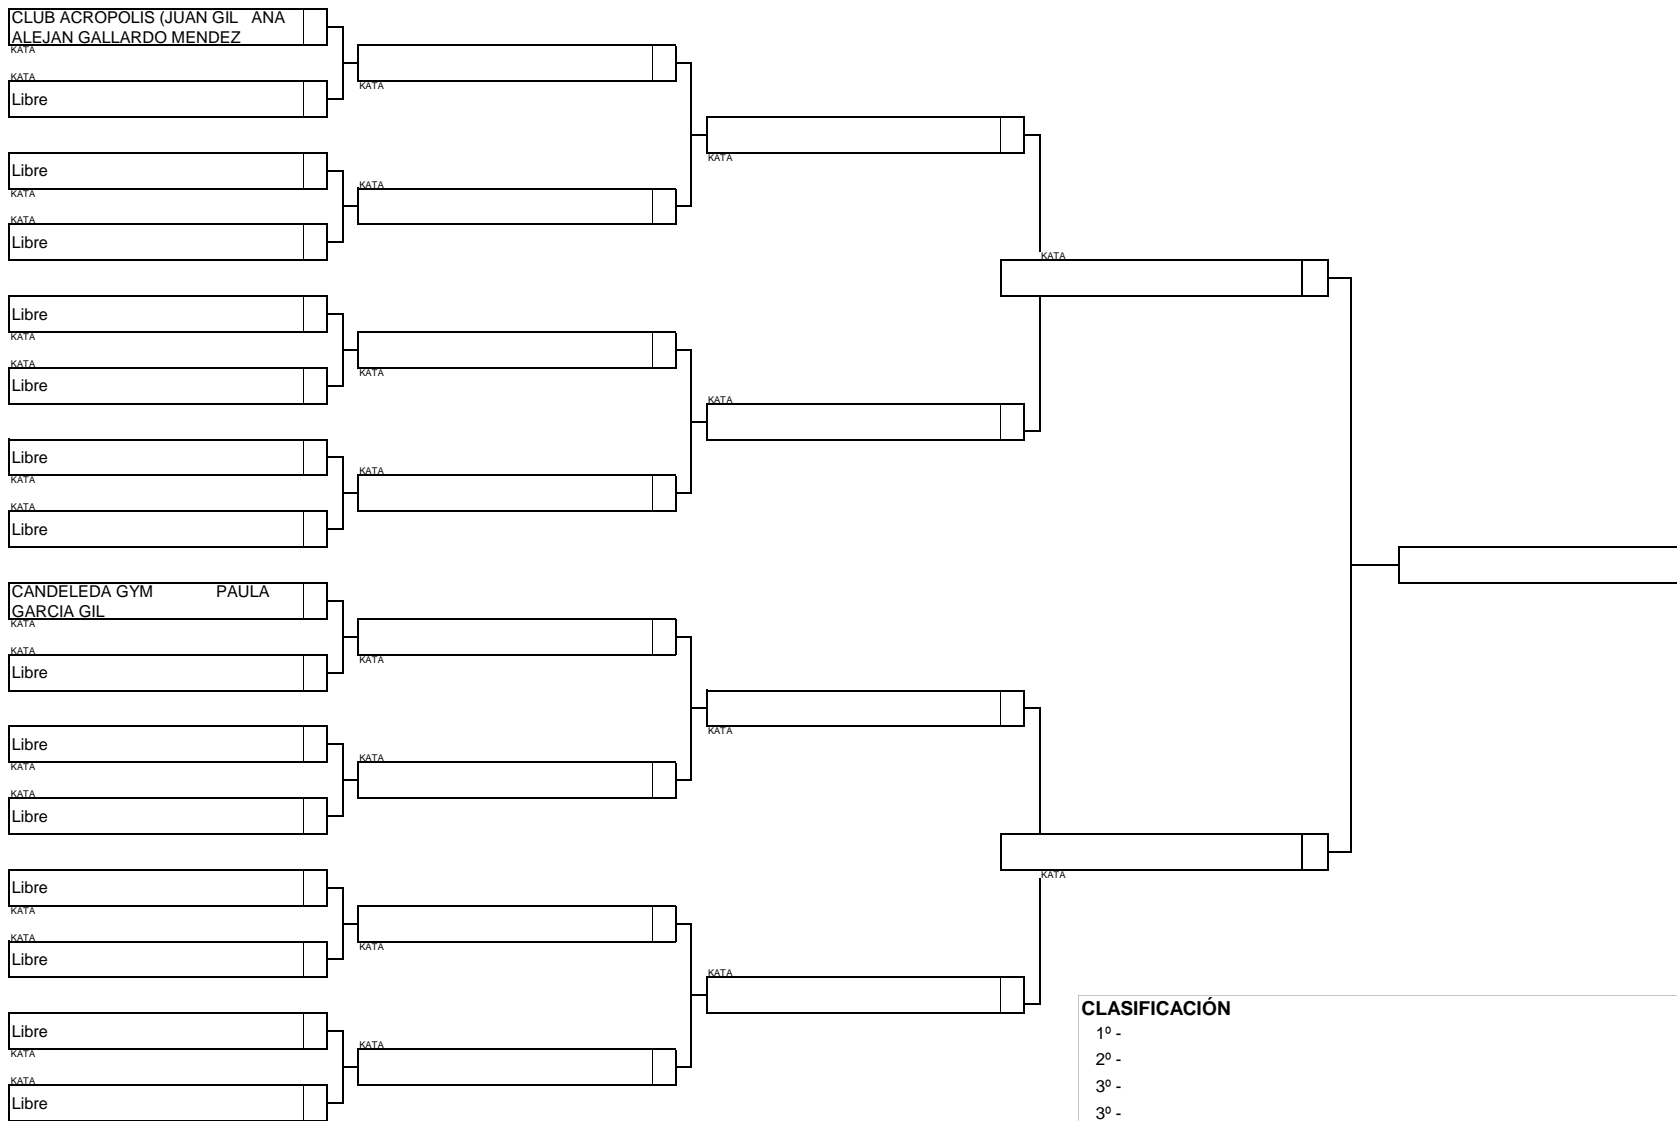 CLUB ACROPOLIS (JUAN GIL ANA
ALEJAN GALLARDO MENDEZ
KATA
KATA
Libre
KATA
Libre
KATA
KATA
Libre
KATA
Libre
KATA
KATA
Libre
KATA
Libre
KATA
KATA
Libre
KATA
CANDELEDA GYM PAULA
GARCIA GIL
KATA
KATA
Libre
KATA
Libre
KATA
KATA
Libre
KATA
Libre
KATA
KATA
Libre
KATA
Libre
KATA
KATA
Libre
KATA
KATA
KATA
KATA
KATA
KATA
KATA
CLASIFICACIÓN
1º -
2º -
3º -
3º -